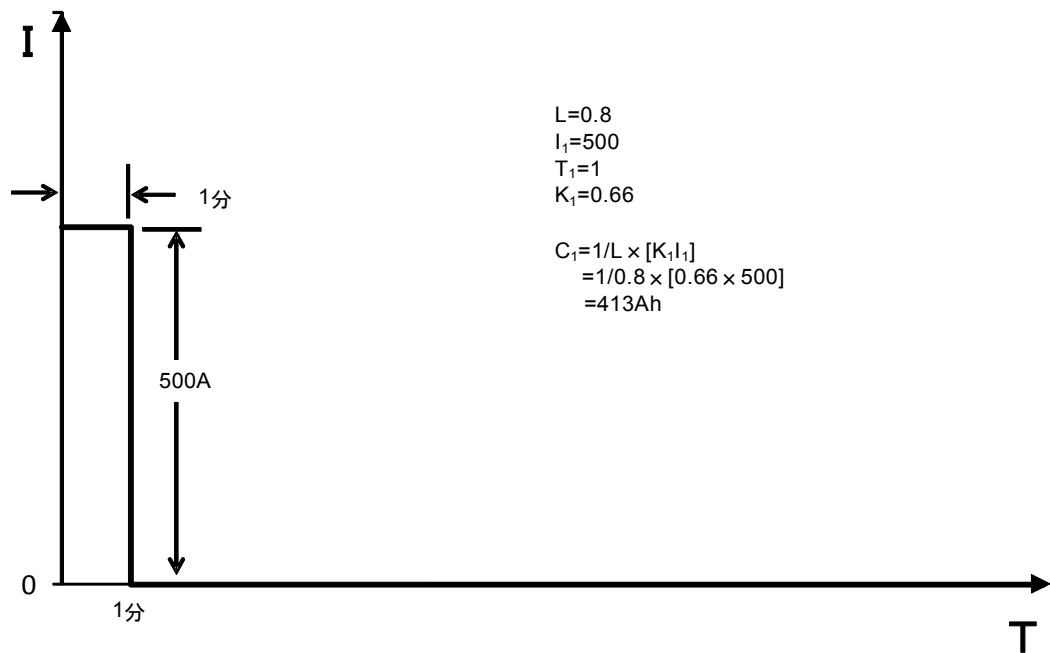 I
L=0.8
I₁=500
T₁=1
K₁=0.66
1分
C₁=1/L×[K₁I₁]
=1/0.8×[0.66×500]
=413Ah
500A
0
1分
T